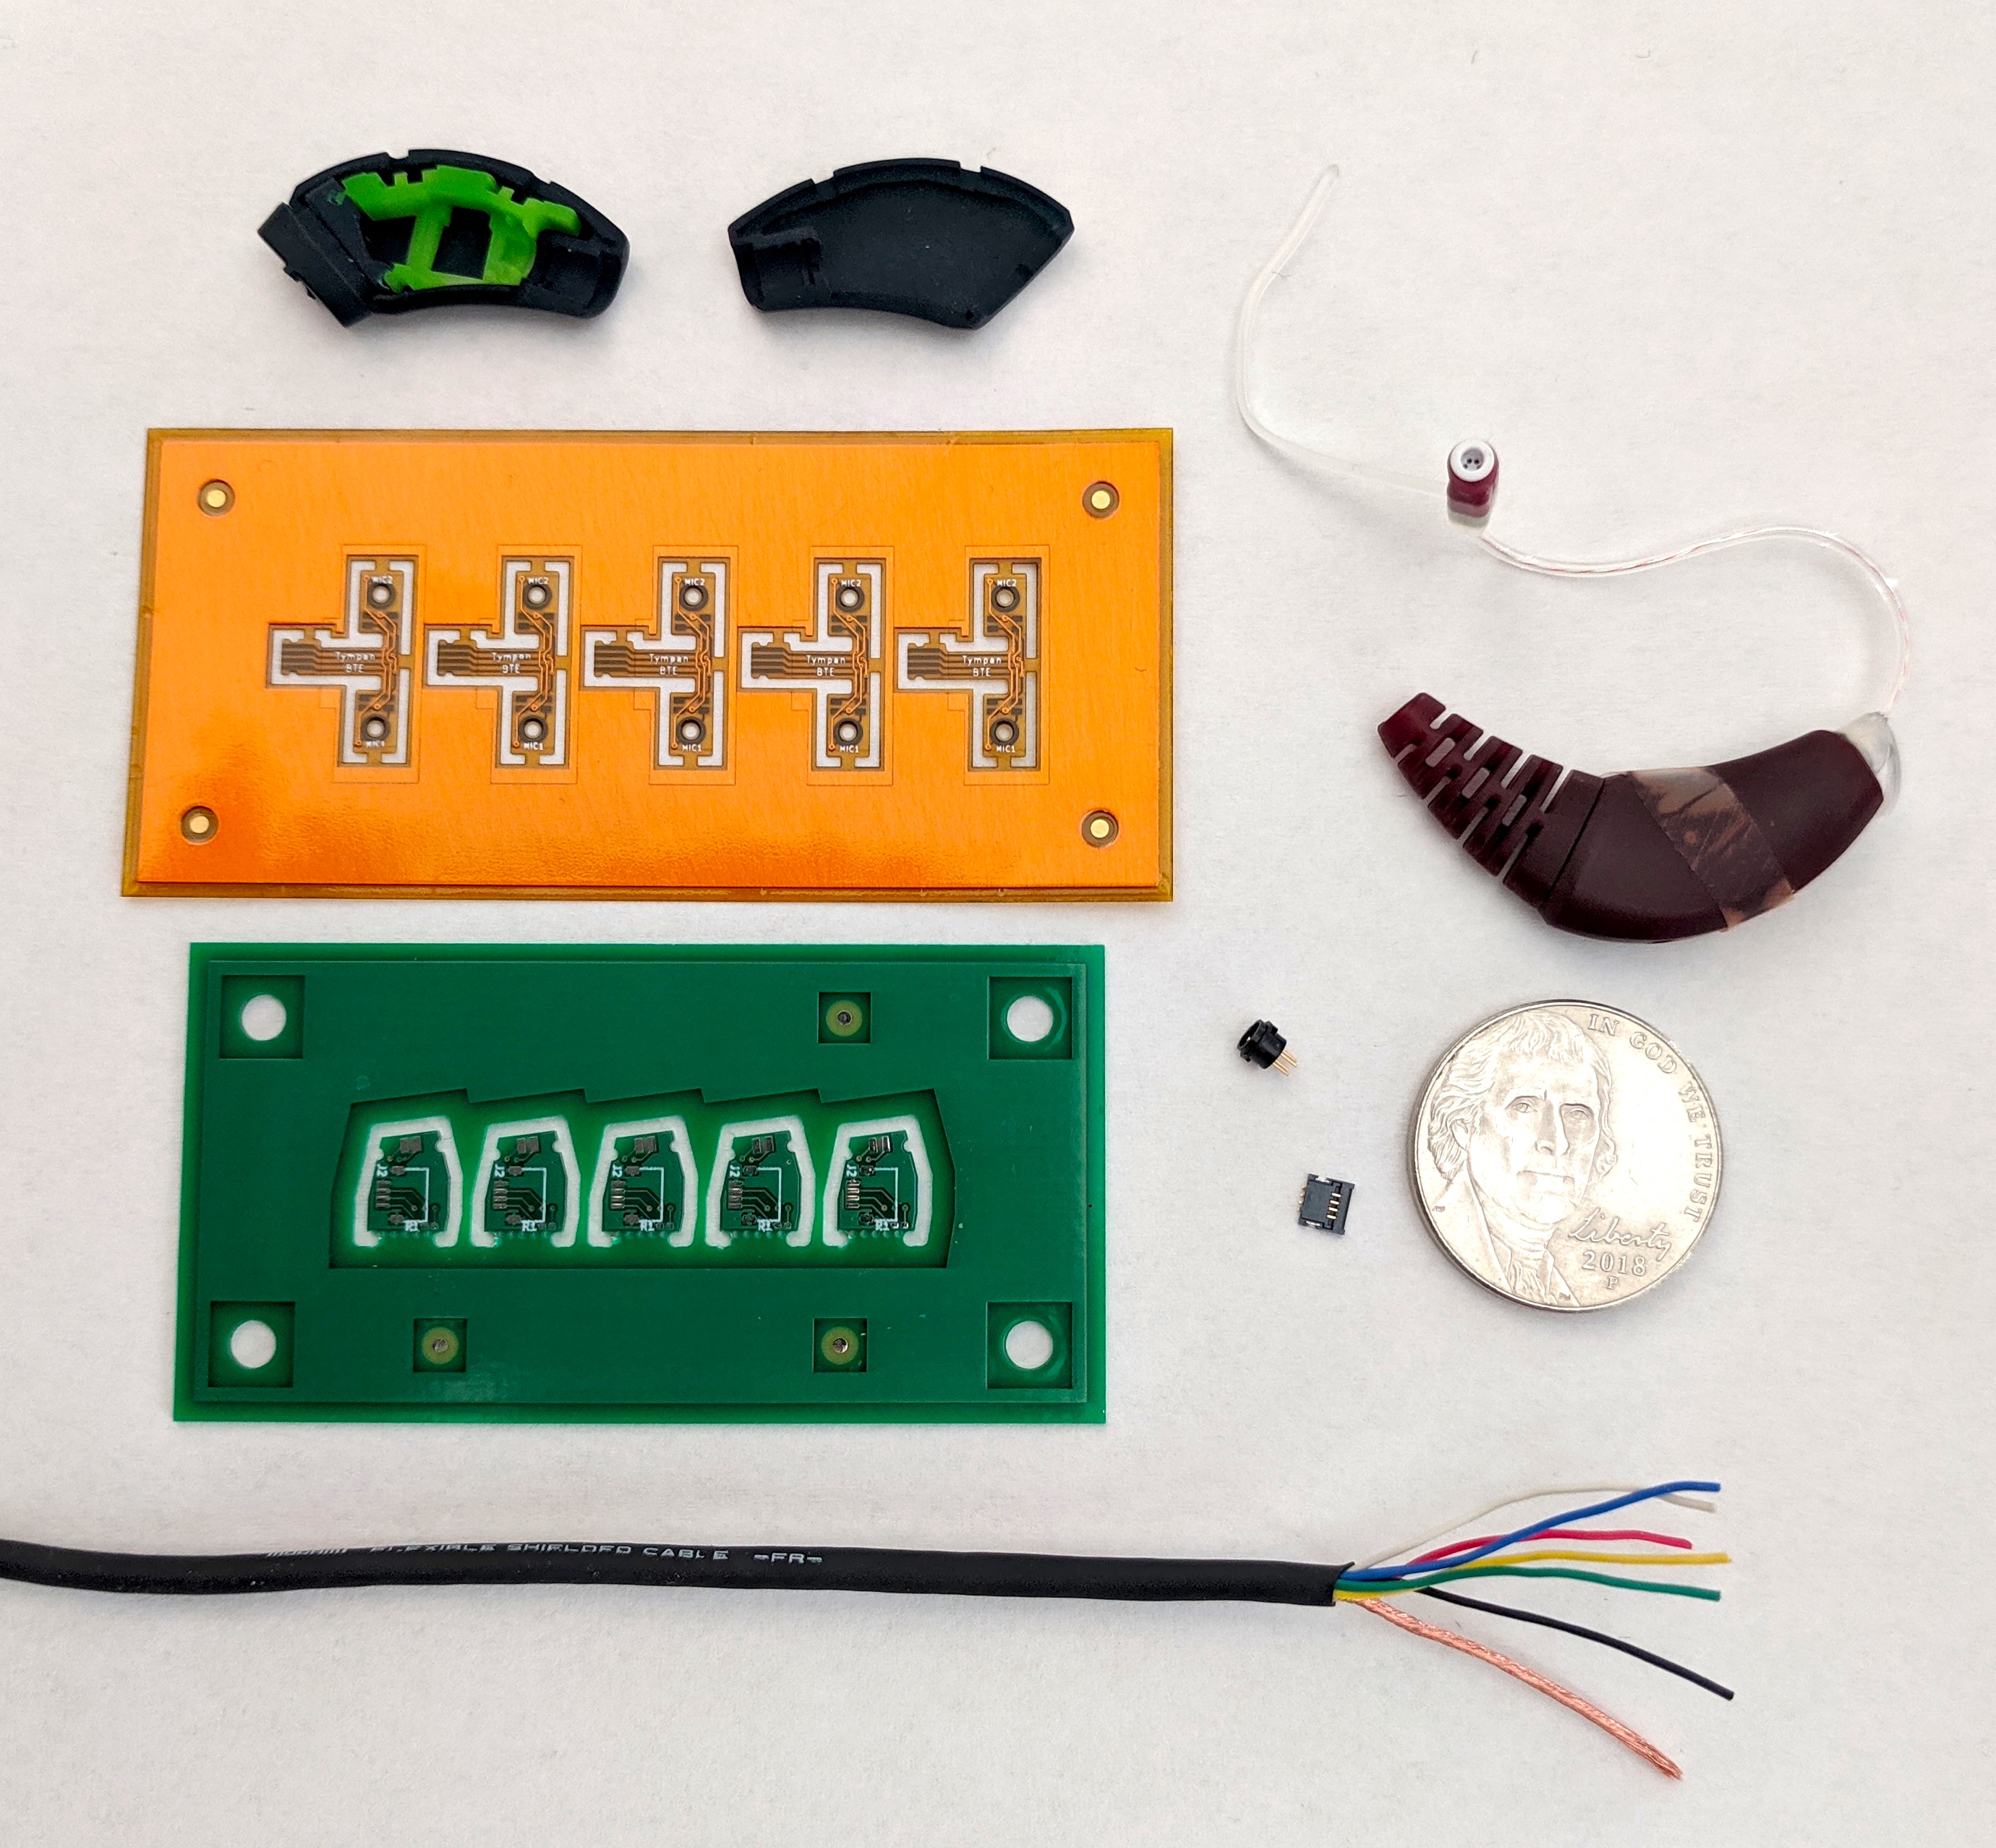 MIC2
MIC2
MIC2
MIC2
MIC2
Tympan
BTE
Tympan
BTE
Tympan
BTE
Tympan
BTE
Tympan
BTE
MIC1
MIC1
MIC1
MIC1
MIC1
J2
J2
J2
J2
J2
R1
R1
R1
R1
R1
IN GOD WE TRUST
Liberty
2018
P
FLEXIBLE SHIELDED CABLE -FR-